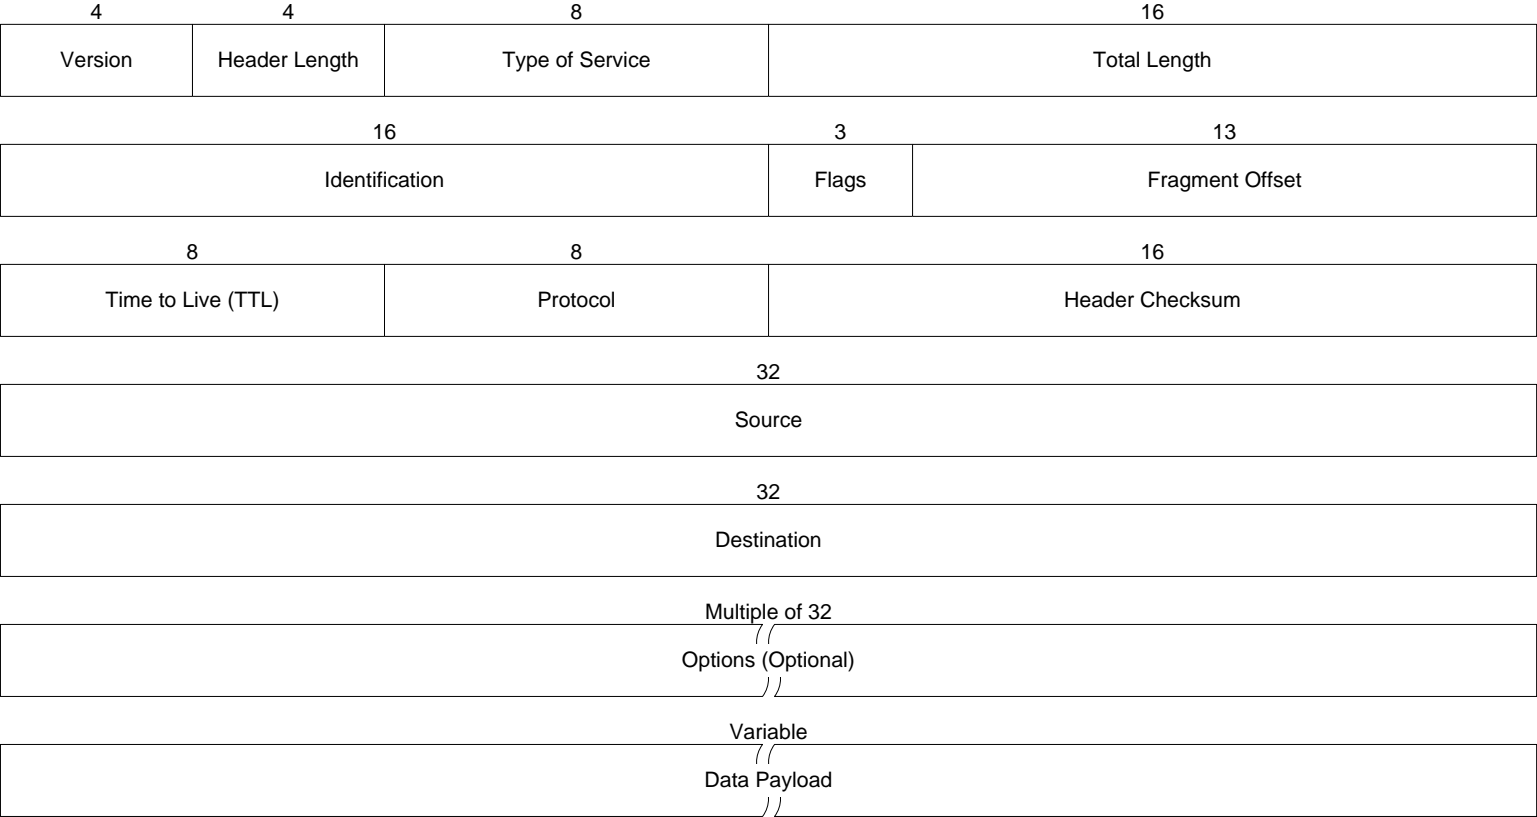 4 4 8 16
Version Header Length Type of Service Total Length
16 3 13
Identification Flags Fragment Offset
8 8 16
Time to Live (TTL) Protocol Header Checksum
32
Source
32
Destination
Multiple of 32
Options (Optional)
Variable
Data Payload